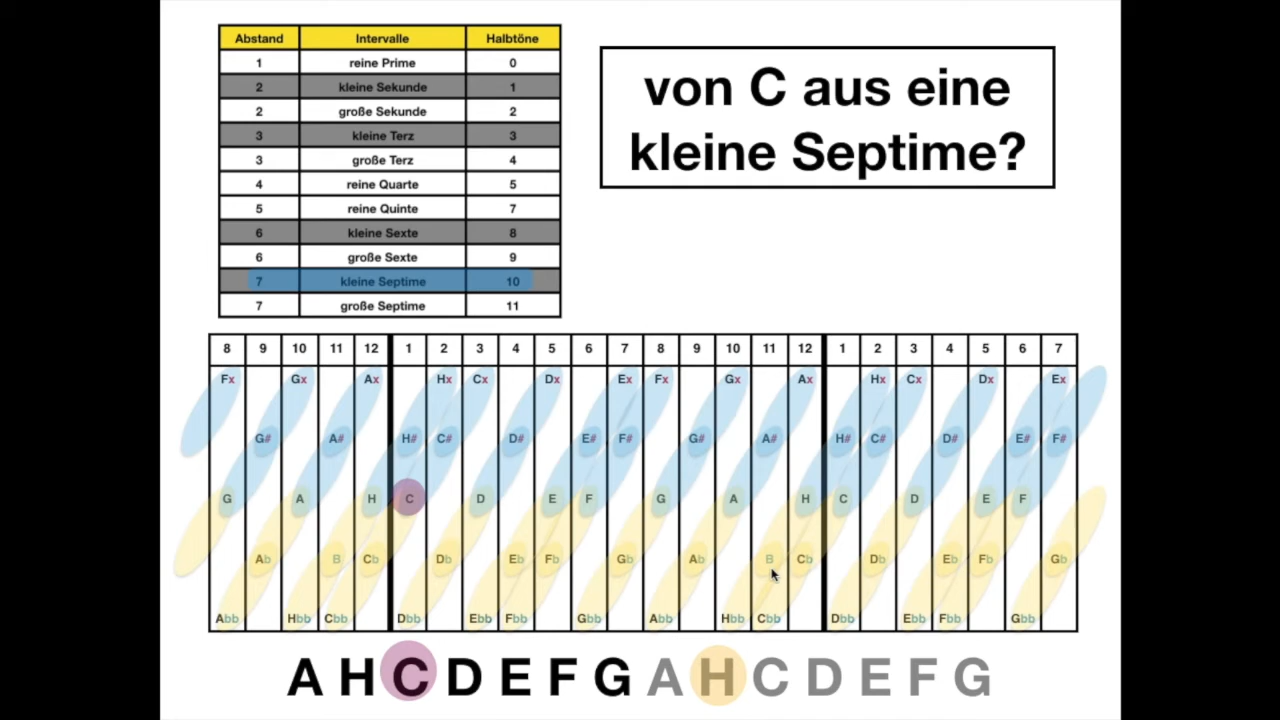 Abstand Intervalle Halbtöne
1 reine Prime 0
2 kleine Sekunde 1
2 große Sekunde 2
3 kleine Terz 3
3 große Terz 4
4 reine Quarte 5
5 reine Quinte 7
6 kleine Sexte 8
6 große Sexte 9
7 kleine Septime 10
7 große Septime 11
von C aus eine
kleine Septime?
8 9 10 11 12 1 2 3 4 5 6 7 8 9 10 11 12 1 2 3 4 5 6 7
Fx Gx Ax Hx Cx Dx Ex Fx Gx Ax Hx Cx Dx Ex
G# A# H# C# D# E# F# G# A# H# C# D# E# F#
G A H C D E F G A H C D E F
Ab B Cb Db Eb Fb Gb Ab B Cb Db Eb Fb Gb
Abb Hbb Cbb Dbb Ebb Fbb Gbb Abb Hbb Cbb Dbb Ebb Fbb Gbb
A H C D E F G A H C D E F G